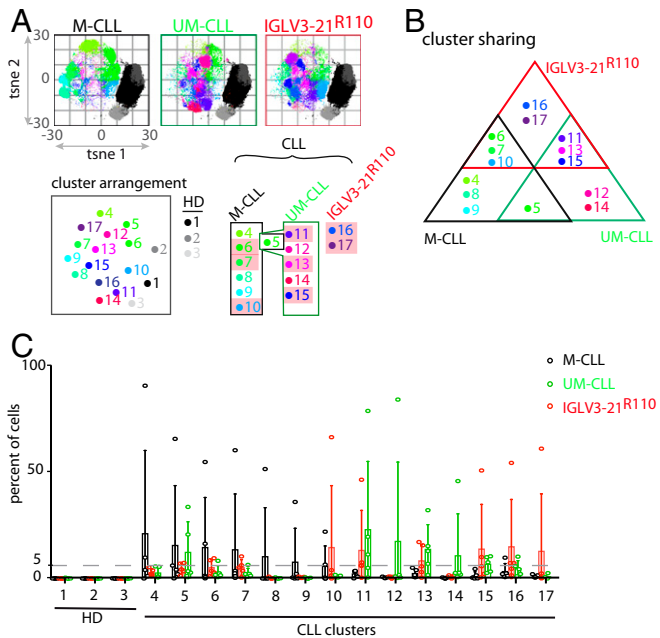 A
M-CLL
UM-CLL
IGLV3-21R110
tsne 2
30
0
-30
-30
0
30
tsne 1
CLL
cluster arrangement
HD
1
2
3
4
17
5
12
7
6
13
2
9
15
8
10
16
1
11
14
3
M-CLL
UM-CLL
IGLV3-21R110
4
6
7
8
9
10
5
11
12
13
14
15
16
17
B
cluster sharing
IGLV3-21R110
16
17
6
7
10
11
13
15
4
8
9
5
12
14
M-CLL
UM-CLL
C
percent of cells
100
50
5
0
M-CLL
UM-CLL
IGLV3-21R110
1 2 3 4 5 6 7 8 9 10 11 12 13 14 15 16 17
HD
CLL clusters